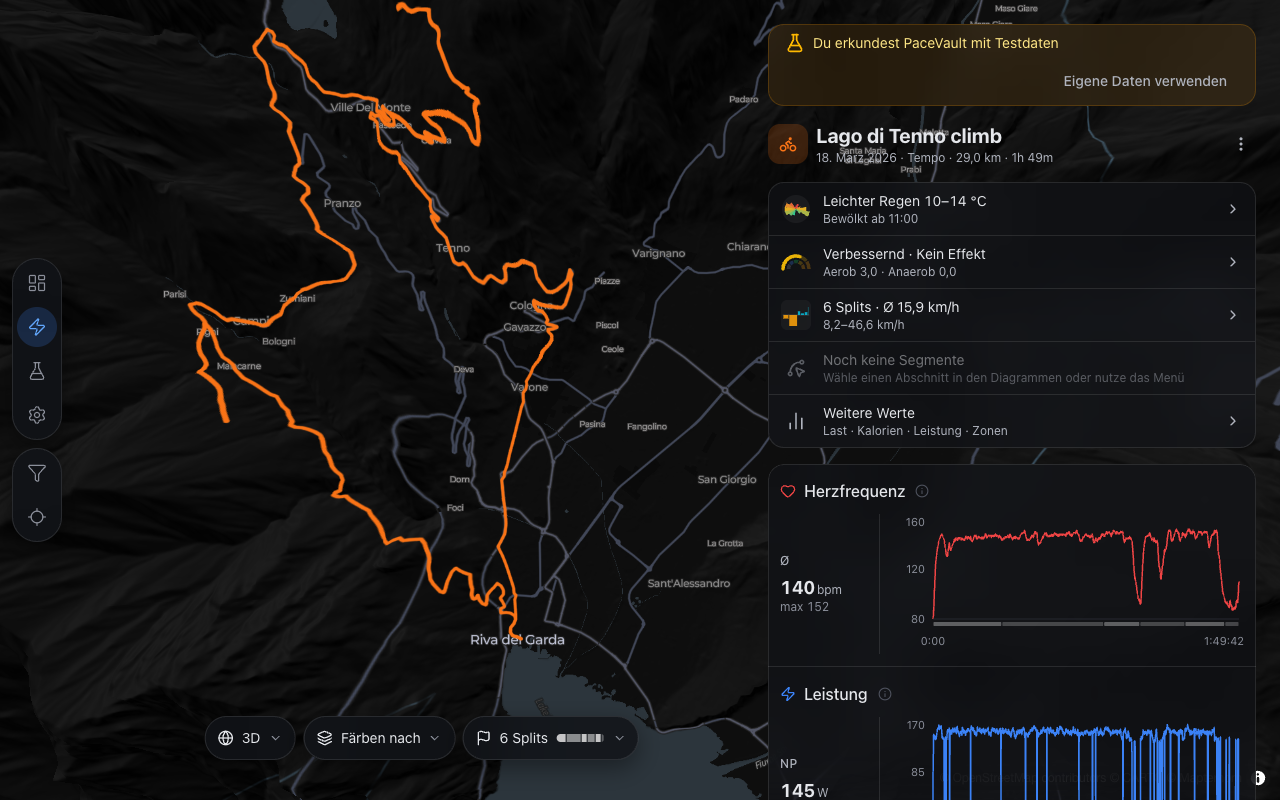 Maso Giare
Du erkundest PaceVault mit Testdaten
Eigene Daten verwenden
Ville Del Monte
Padaro
Lago di Tenno climb
18. März 2026 · Tempo · 29,0 km · 1h 49m
Prabi
Pranzo
Leichter Regen 10–14 °C
Bewölkt ab 11:00
Tenno
Varignano
Chiarano
Verbessernd · Kein Effekt
Aerob 3,0 · Anaerob 0,0
Piazze
Parisi
Zumiani
Campi
Bologni
Mancarne
Gavazzo
Piscol
Ceole
6 Splits · Ø 15,9 km/h
8,2–46,6 km/h
Deva
Varone
Noch keine Segmente
Wähle einen Abschnitt in den Diagrammen oder nutze das Menü
Pasina
Fangolino
Weitere Werte
Last · Kalorien · Leistung · Zonen
Dom
San Giorgio
Foci
La Grotta
Sant'Alessandro
Riva del Garda
Herzfrequenz
160
120
80
Ø
140 bpm
max 152
0:00
1:49:42
Leistung
170
85
NP
145 W
3D
Färben nach
6 Splits